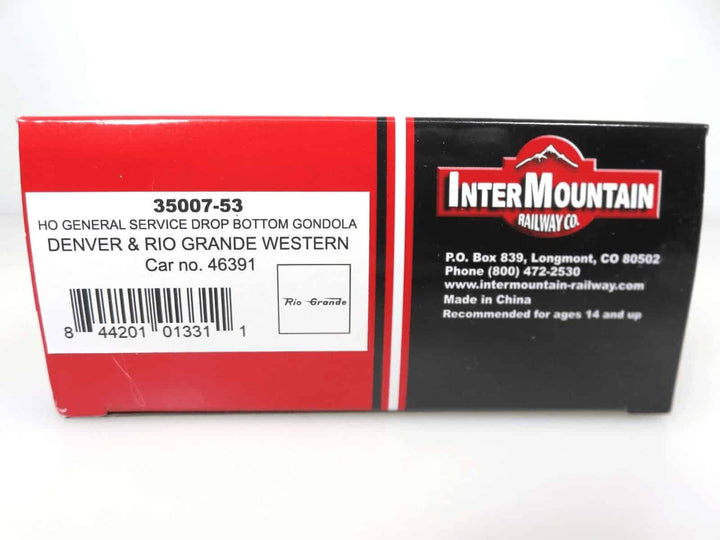 35007-53
HO GENERAL SERVICE DROP BOTTOM GONDOLA
DENVER & RIO GRANDE WESTERN
Car no. 46391
Rio Grande
8 44201 01331 1
INTERMOUNTAIN
RAILWAY CO.
P.O. Box 839, Longmont, CO 80502
Phone (800) 472-2530
www.intermountain-railway.com
Made in China
Recommended for ages 14 and up